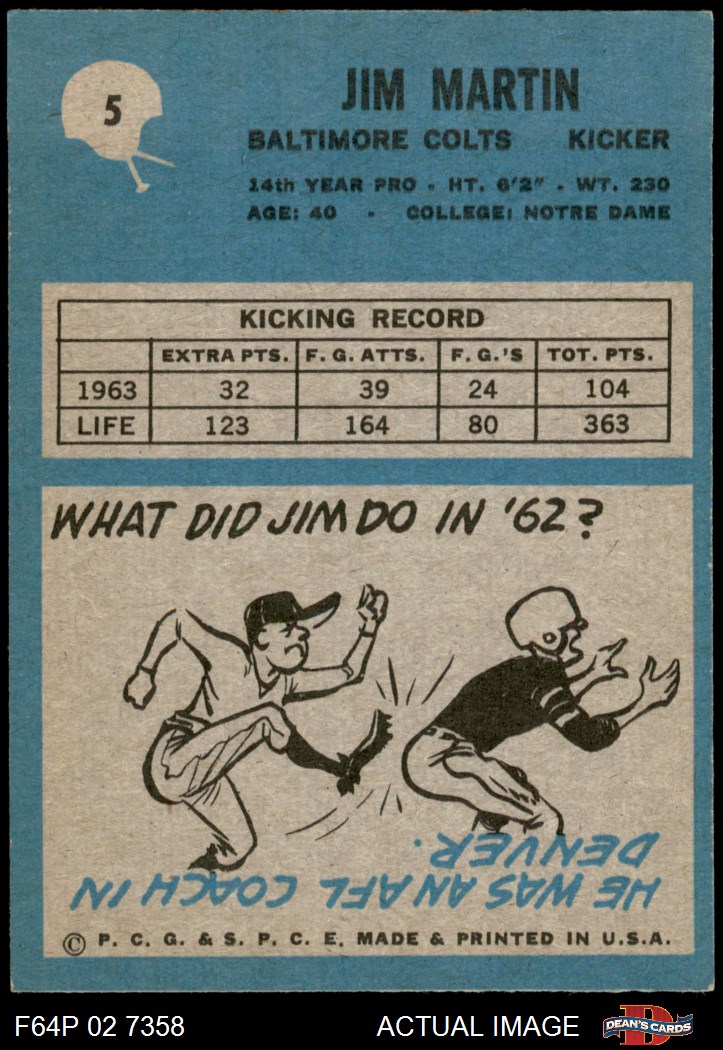 5
JIM MARTIN
BALTIMORE COLTS KICKER
14th YEAR PRO - HT. 6'2" - WT. 230
AGE: 40 - COLLEGE: NOTRE DAME
KICKING RECORD
EXTRA PTS. F. G. ATTS. F. G.'S TOT. PTS.
1963 32 39 24 104
LIFE 123 164 80 363
WHAT DID JIM DO IN '62?
HE WAS AN AFL COACH IN
DENVER.
© P. C. G. & S. P. C. E. MADE & PRINTED IN U.S.A.
F64P 02 7358 ACTUAL IMAGE D DEAN'S CARDS